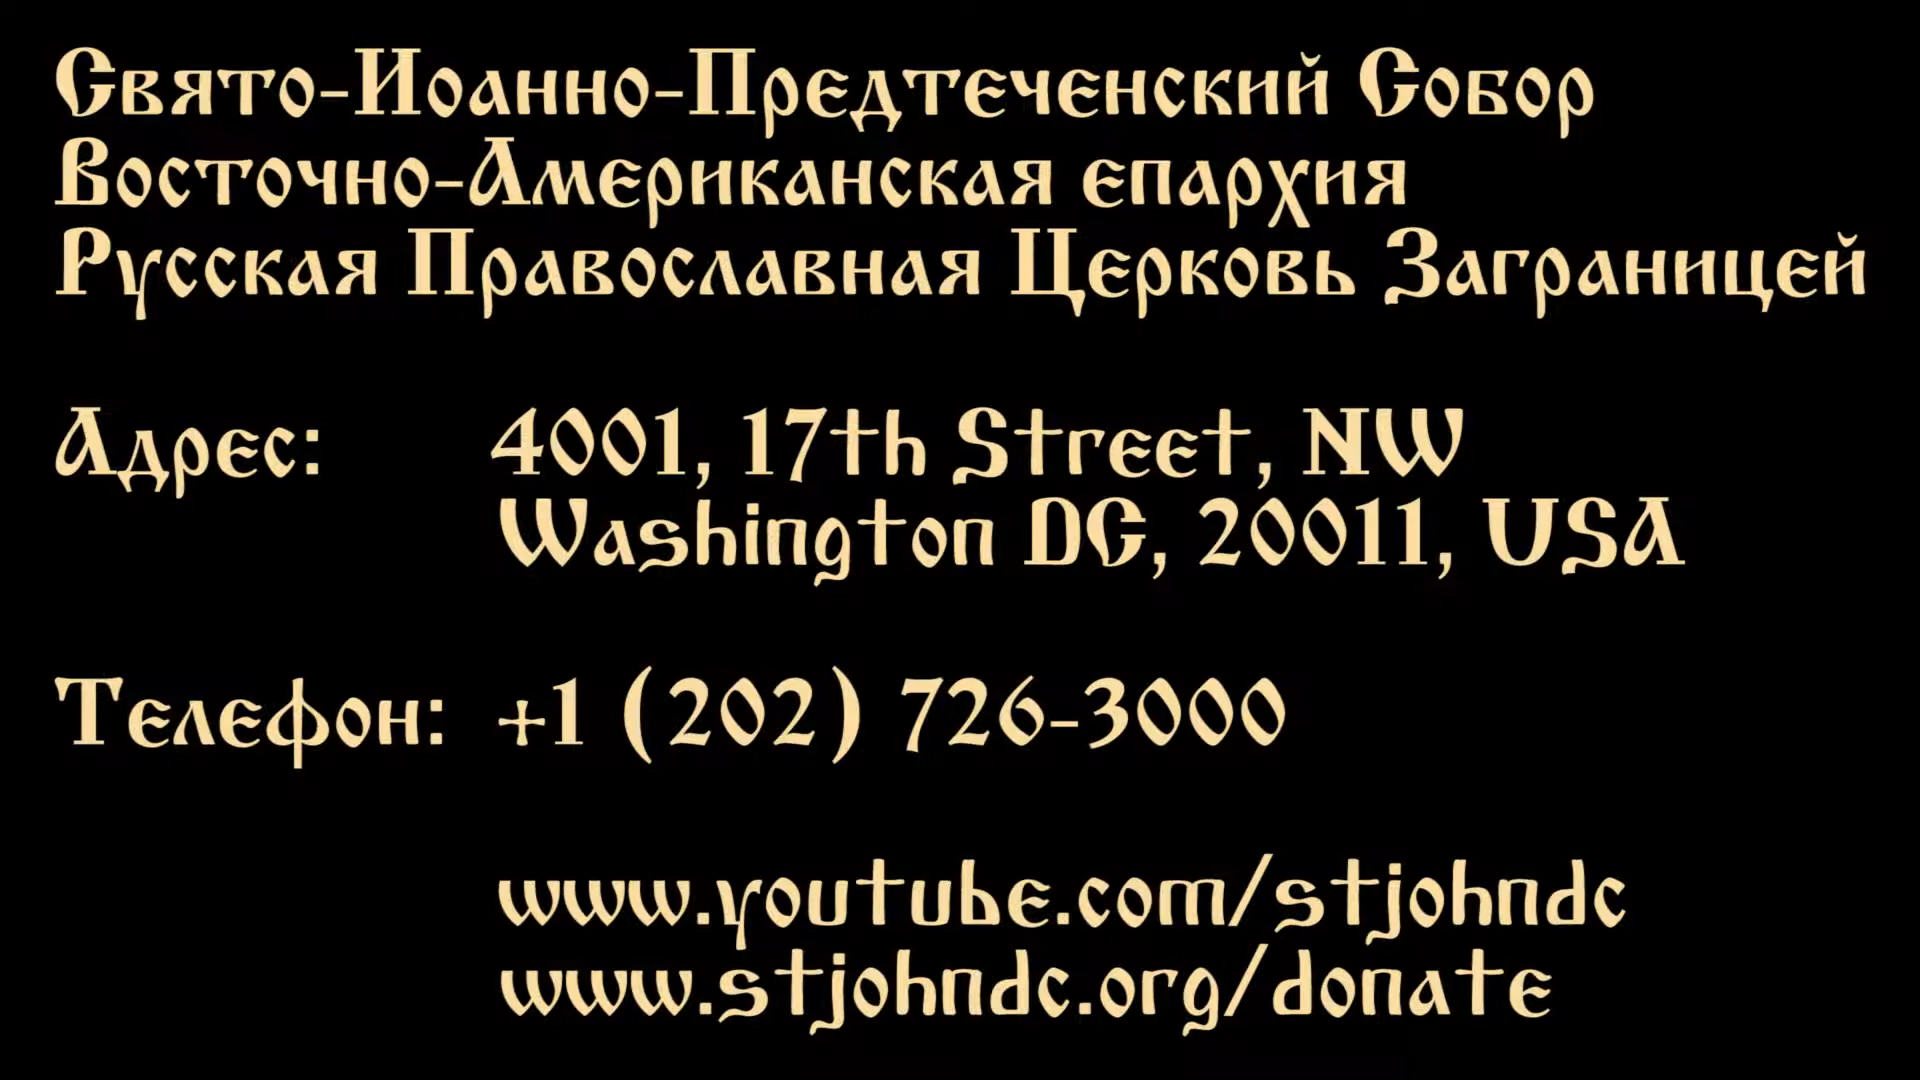 Свято-Иоанно-Предтеченский Собор
Восточно-Американская епархия
Русская Православная Церковь Заграницей
Адрес: 4001, 17th Street, NW
Washington DC, 20011, USA
Телефон: +1 (202) 726-3000
www.youtube.com/stjohndc
www.stjohndc.org/donate